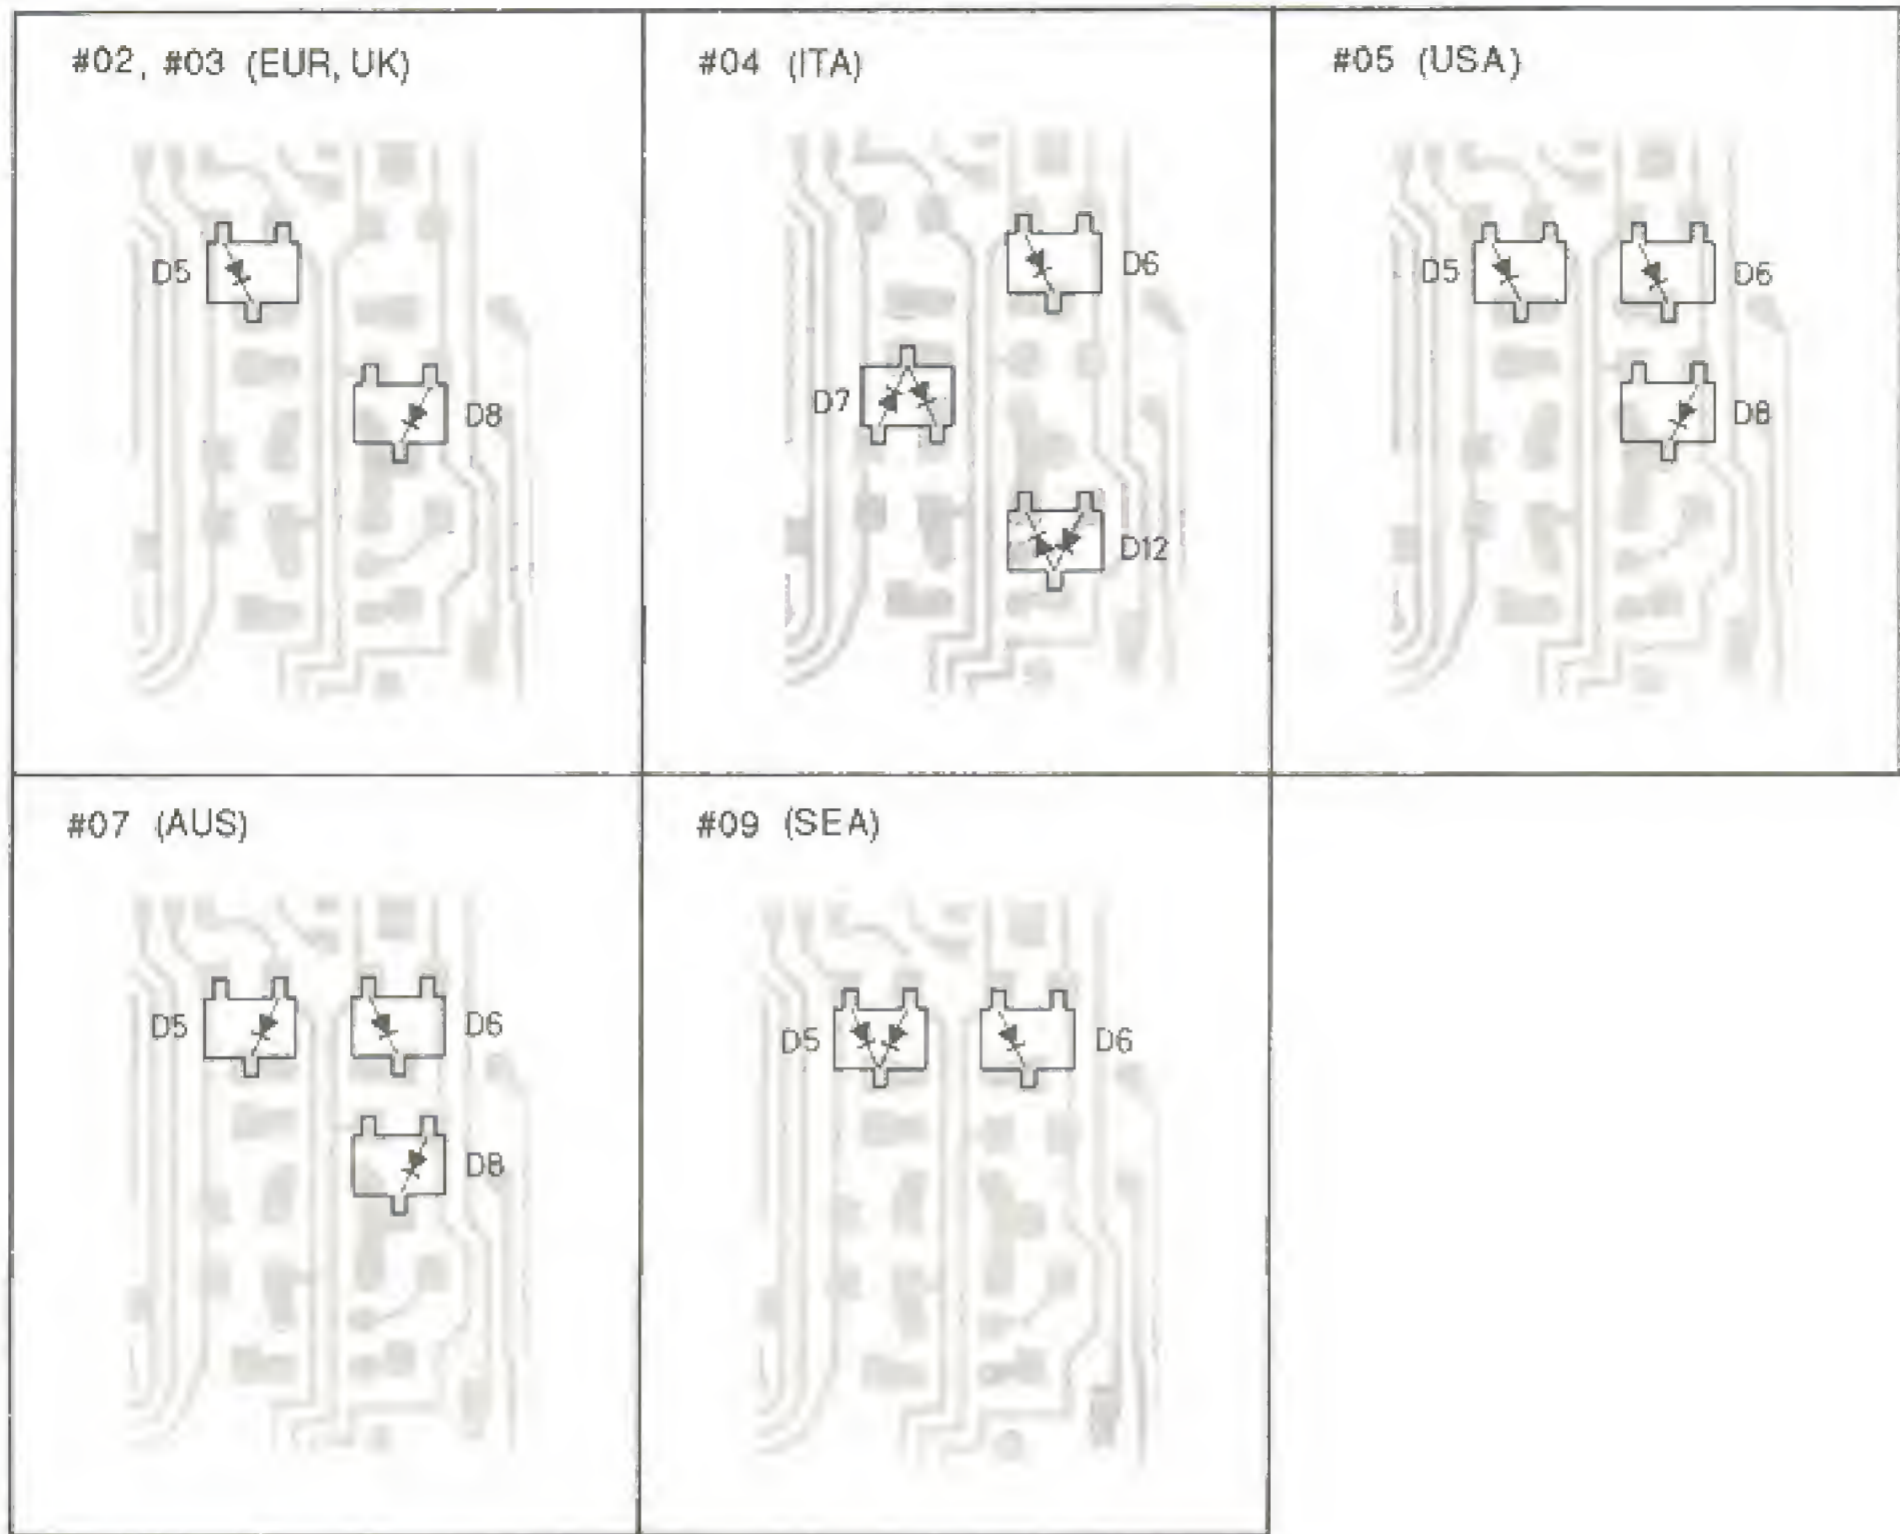 #02, #03 (EUR, UK)
D5
D8
#04 (ITA)
D6
D7
D12
#05 (USA)
D5
D6
D8
#07 (AUS)
D5
D6
D8
#09 (SEA)
D5
D6